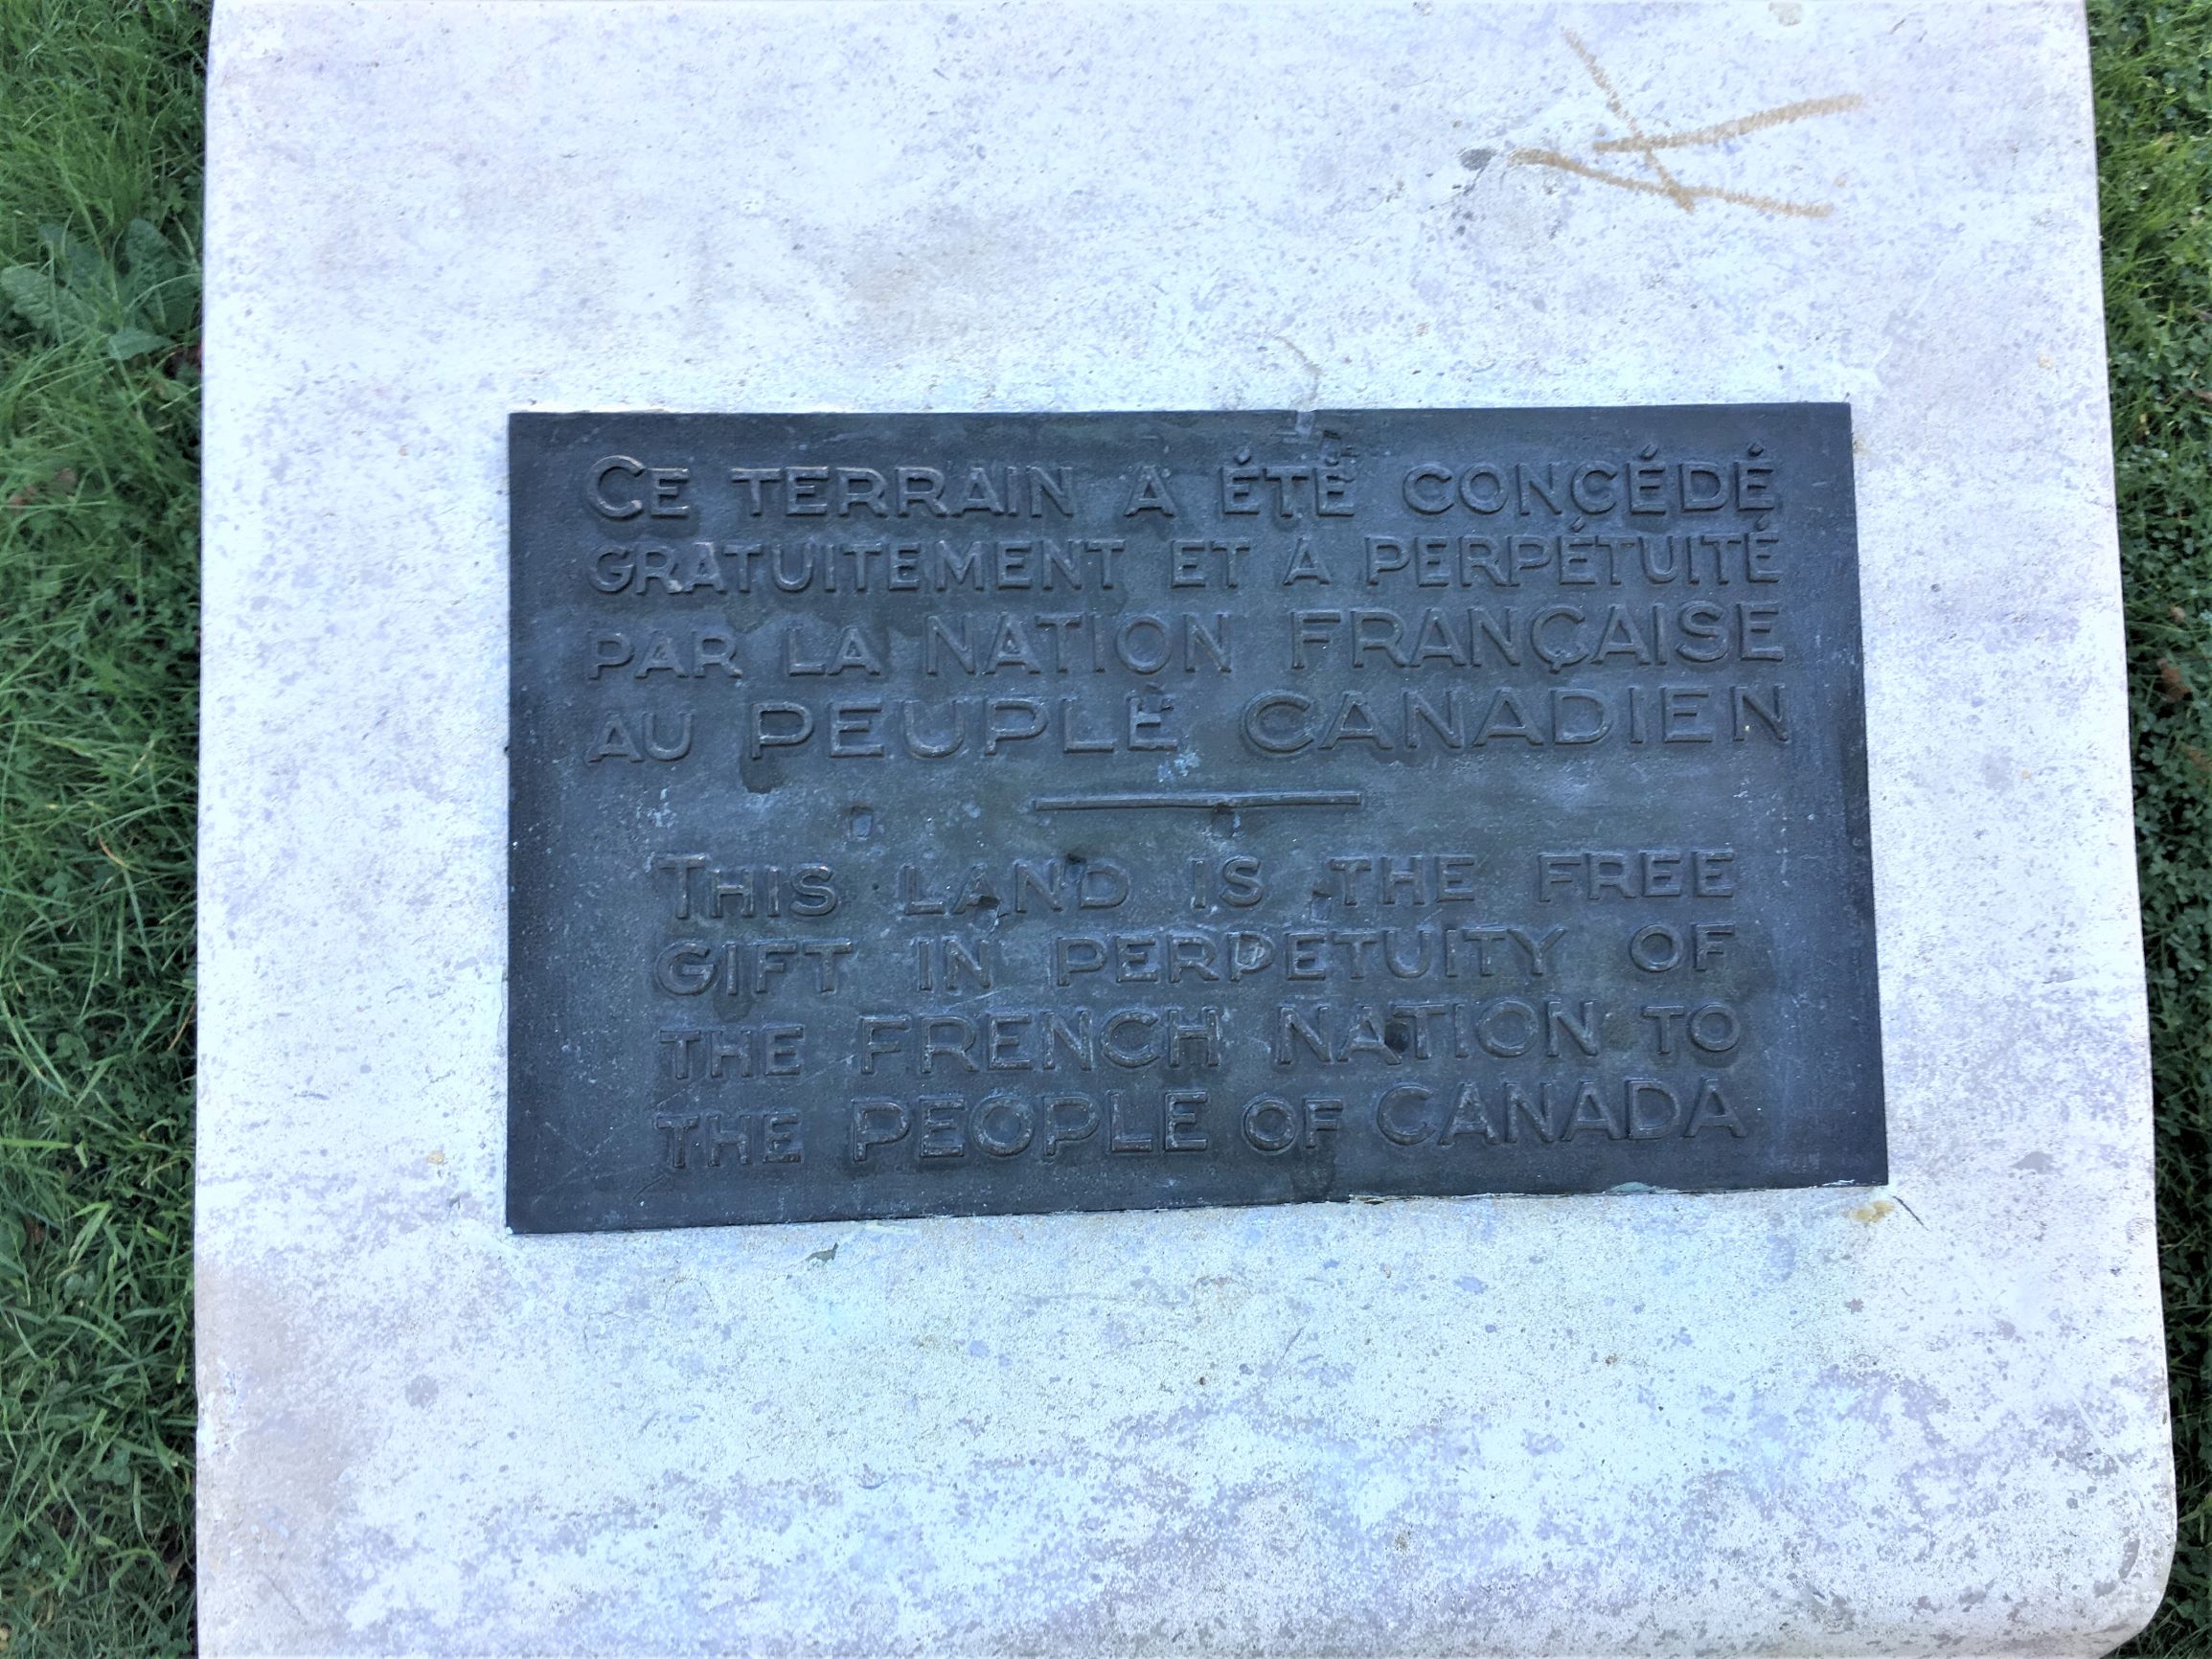 CE TERRAIN A ÉTÉ CONCÉDÉ
GRATUITEMENT ET A PERPÉTUITÉ
PAR LA NATION FRANÇAISE
AU PEUPLE CANADIEN
THIS LAND IS THE FREE
GIFT IN PERPETUITY OF
THE FRENCH NATION TO
THE PEOPLE OF CANADA